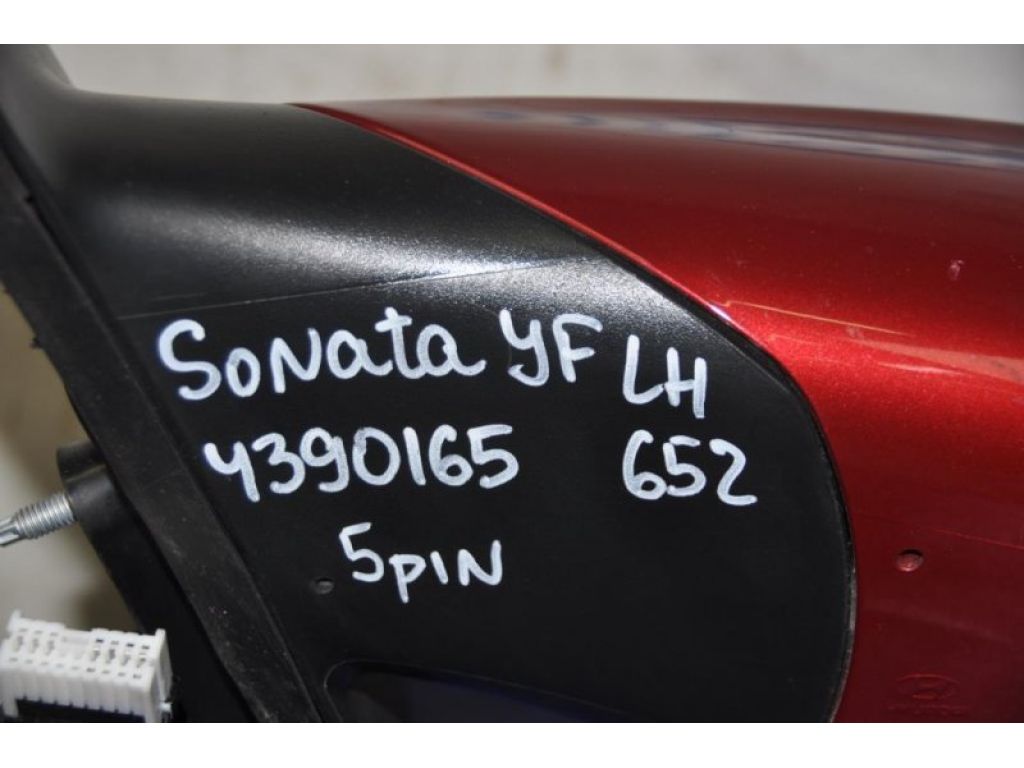 Sonata YF LH
4390165 652
5PIN